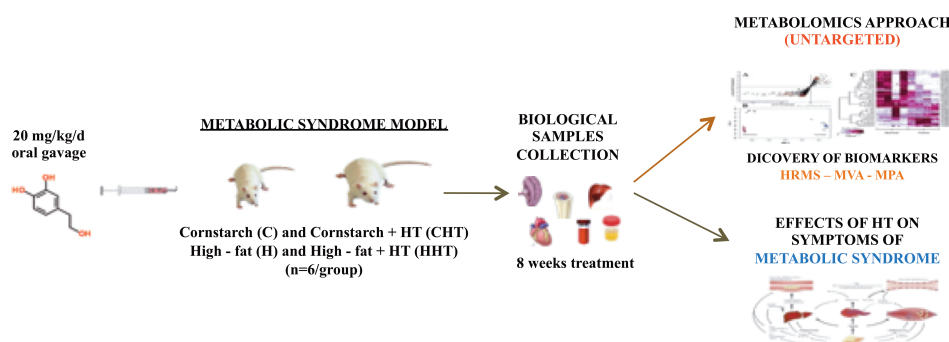 20 mg/kg/d
oral gavage
HO
OH
OH
METABOLIC SYNDROME MODEL
Cornstarch (C) and Cornstarch + HT (CHT)
High - fat (H) and High - fat + HT (HHT)
(n=6/group)
BIOLOGICAL
SAMPLES
COLLECTION
8 weeks treatment
METABOLOMICS APPROACH
(UNTARGETED)
A
B
C
DICOVERY OF BIOMARKERS
HRMS – MVA - MPA
EFFECTS OF HT ON
SYMPTOMS OF
METABOLIC SYNDROME